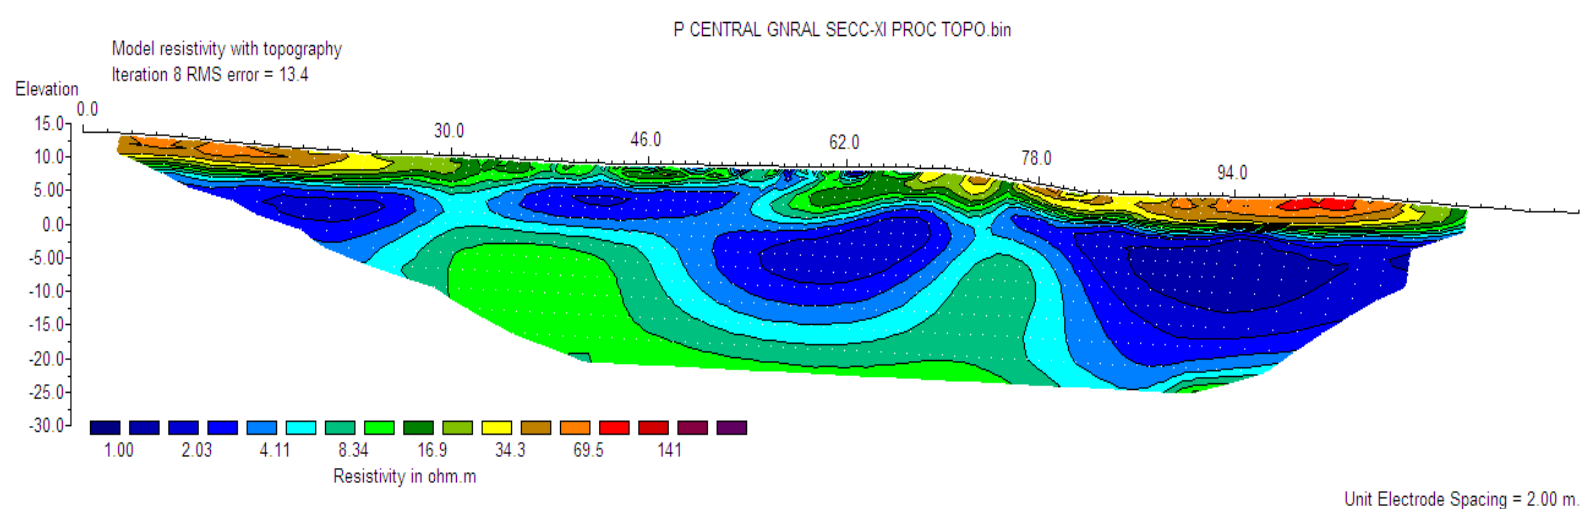 P CENTRAL GNRAL SECC-XI PROC TOPO.bin
Model resistivity with topography
Iteration 8 RMS error = 13.4
Elevation
0.0
30.0
46.0
62.0
78.0
94.0
15.0
10.0
5.00
0.0
-5.00
-10.0
-15.0
-20.0
-25.0
-30.0
1.00 2.03 4.11 8.34 16.9 34.3 69.5 141
Resistivity in ohm.m
Unit Electrode Spacing = 2.00 m.